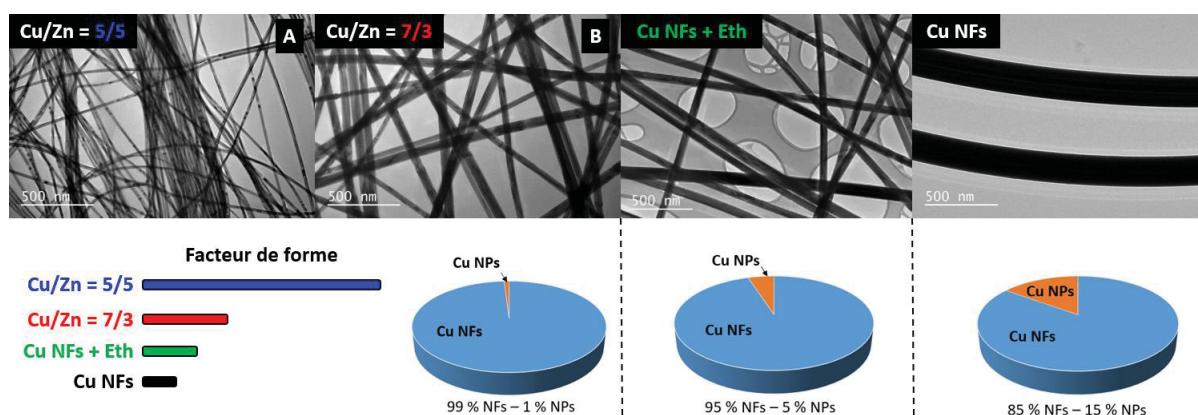 Cu/Zn = 5/5
A
Cu/Zn = 7/3
B
Cu NFs + Eth
Cu NFs
500 nm
500 nm
500 nm
500 nm
Facteur de forme
Cu/Zn = 5/5
Cu/Zn = 7/3
Cu NFs + Eth
Cu NFs
Cu NPs
Cu NFs
99 % NFs – 1 % NPs
Cu NPs
Cu NFs
95 % NFs – 5 % NPs
Cu NPs
Cu NFs
85 % NFs – 15 % NPs